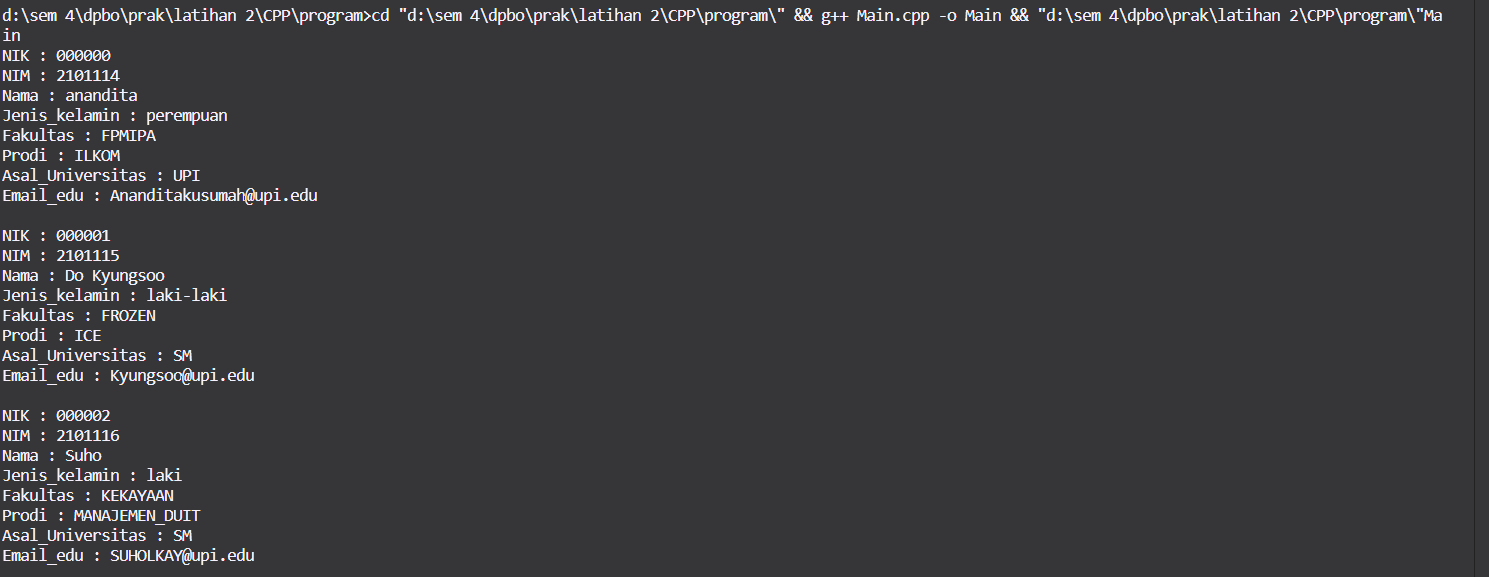 d:\sem 4\dpbo\prak\latihan 2\CPP\program>cd "d:\sem 4\dpbo\prak\latihan 2\CPP\program\" && g++ Main.cpp -o Main && "d:\sem 4\dpbo\prak\latihan 2\CPP\program\"Ma
in
NIK : 000000
NIM : 2101114
Nama : anandita
Jenis_kelamin : perempuan
Fakultas : FPMIPA
Prodi : ILKOM
Asal_Universitas : UPI
Email_edu : Ananditakusumah@upi.edu

NIK : 000001
NIM : 2101115
Nama : Do Kyungsoo
Jenis_kelamin : laki-laki
Fakultas : FROZEN
Prodi : ICE
Asal_Universitas : SM
Email_edu : Kyungsoo@upi.edu

NIK : 000002
NIM : 2101116
Nama : Suho
Jenis_kelamin : laki
Fakultas : KEKAYAAN
Prodi : MANAJEMEN_DUIT
Asal_Universitas : SM
Email_edu : SUHOLKAY@upi.edu